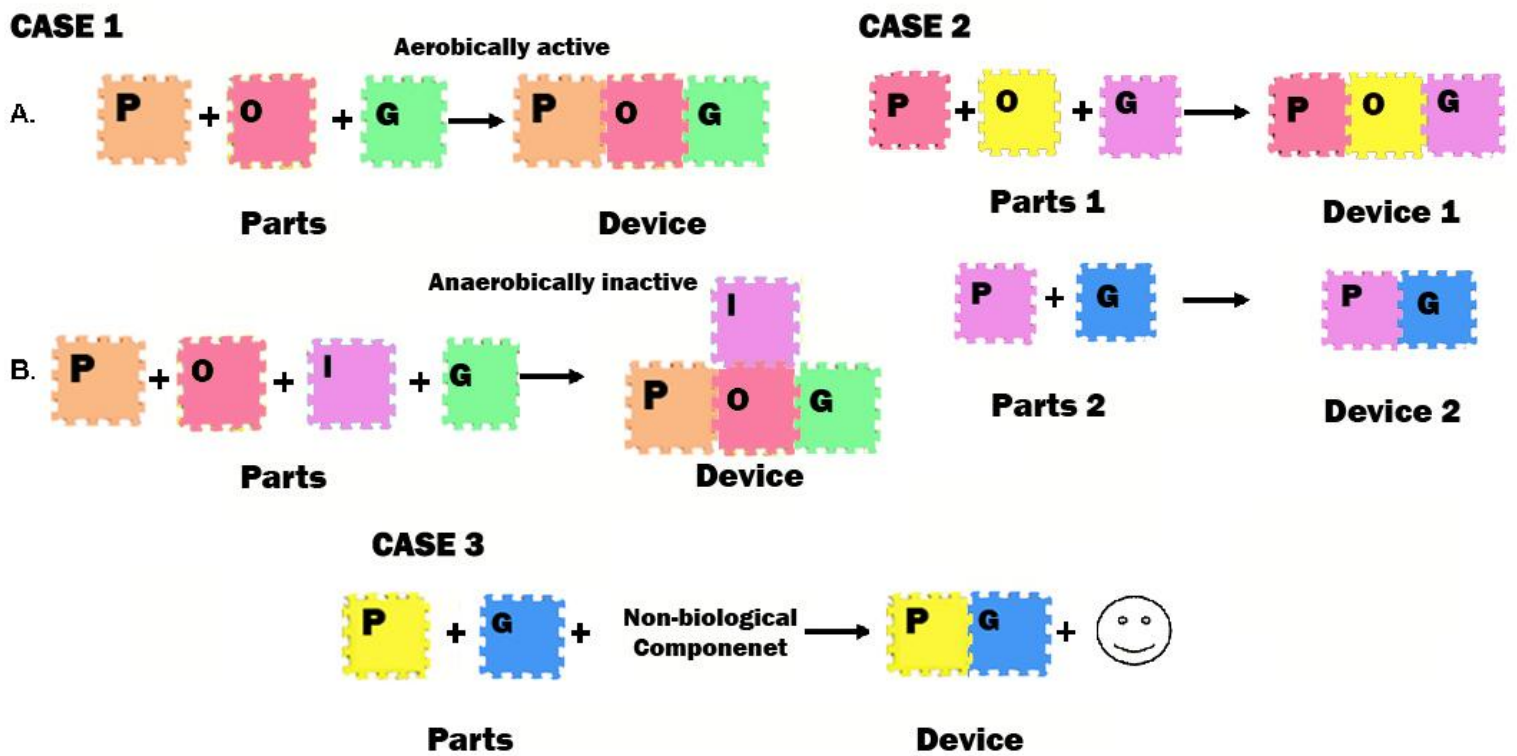 CASE 1
Aerobically active
A.
P + O + G → P O G
Parts
Device
Anaerobically inactive
B.
P + O + I + G → P O I G
Parts
Device
CASE 2
P + O + G → P O G
Parts 1
Device 1
P + G → P G
Parts 2
Device 2
CASE 3
P + G + Non-biological
Componenet → P G +
Parts
Device